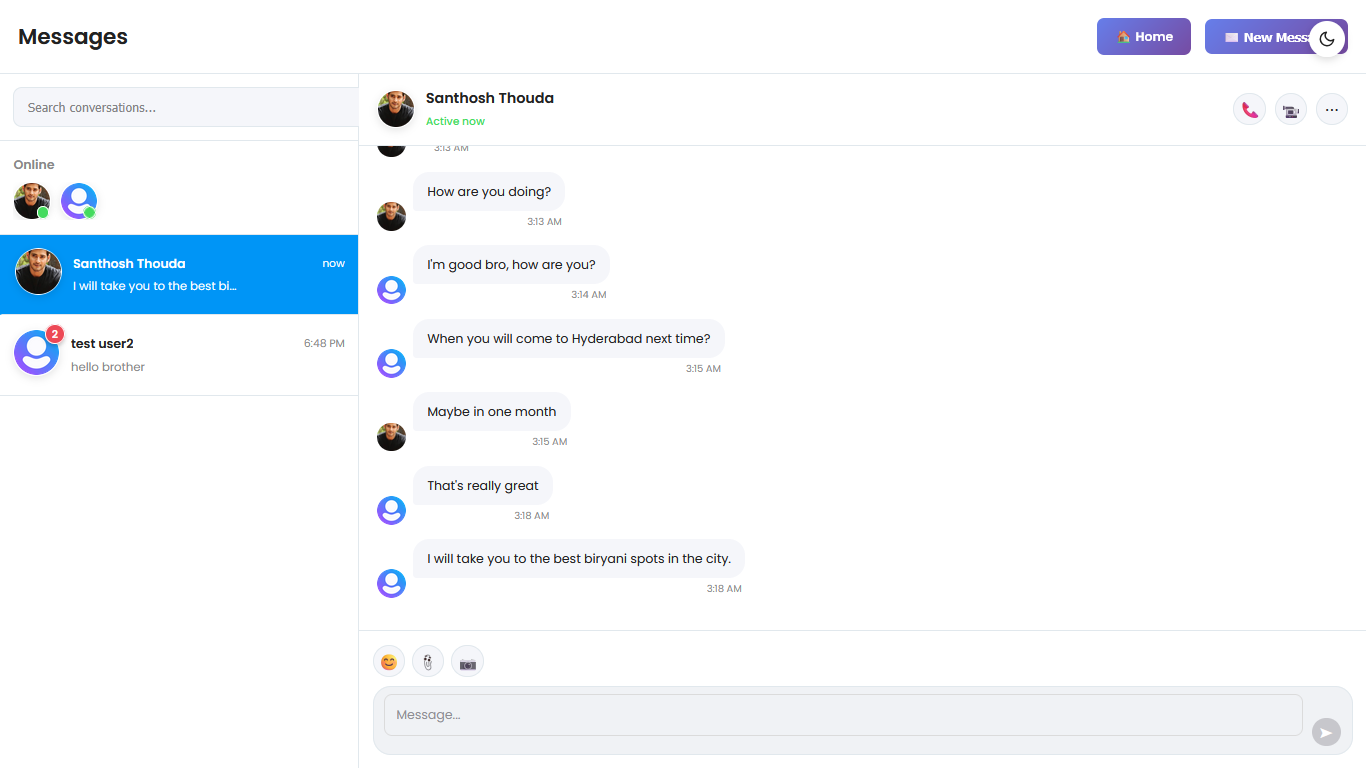 Messages
Home
New Mess
Search conversations...
Online
Santhosh Thouda
now
I will take you to the best bi...
2
test user2
6:48 PM
hello brother
Santhosh Thouda
Active now
3:13 AM
How are you doing?
3:13 AM
I'm good bro, how are you?
3:14 AM
When you will come to Hyderabad next time?
3:15 AM
Maybe in one month
3:15 AM
That's really great
3:18 AM
I will take you to the best biryani spots in the city.
3:18 AM
Message...